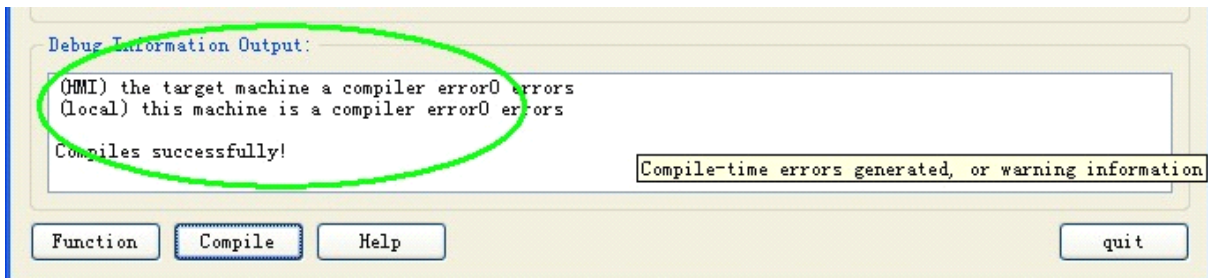 Debug Information Output:
(HMI) the target machine a compiler error0 errors
(local) this machine is a compiler error0 errors
Compiles successfully!
Compile-time errors generated, or warning information
Function
Compile
Help
quit